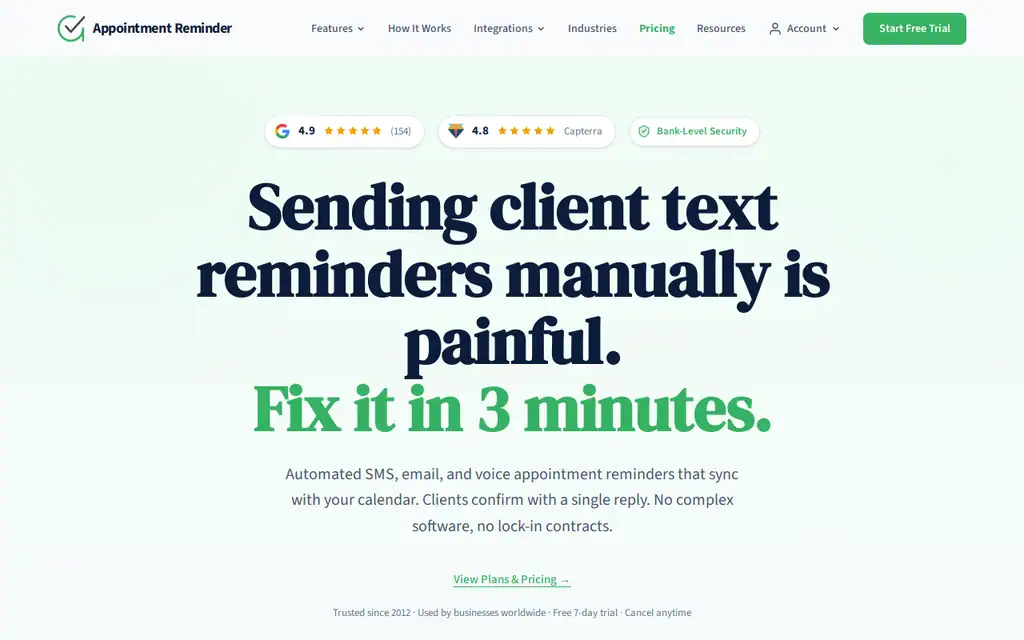 Appointment Reminder
Features
How It Works
Integrations
Industries
Pricing
Resources
Account
Start Free Trial
4.9 ★★★★★ (154)
4.8 ★★★★★ Capterra
Bank-Level Security
Sending client text
reminders manually is
painful.
Fix it in 3 minutes.
Automated SMS, email, and voice appointment reminders that sync
with your calendar. Clients confirm with a single reply. No complex
software, no lock-in contracts.
View Plans & Pricing →
Trusted since 2012 · Used by businesses worldwide · Free 7-day trial · Cancel anytime